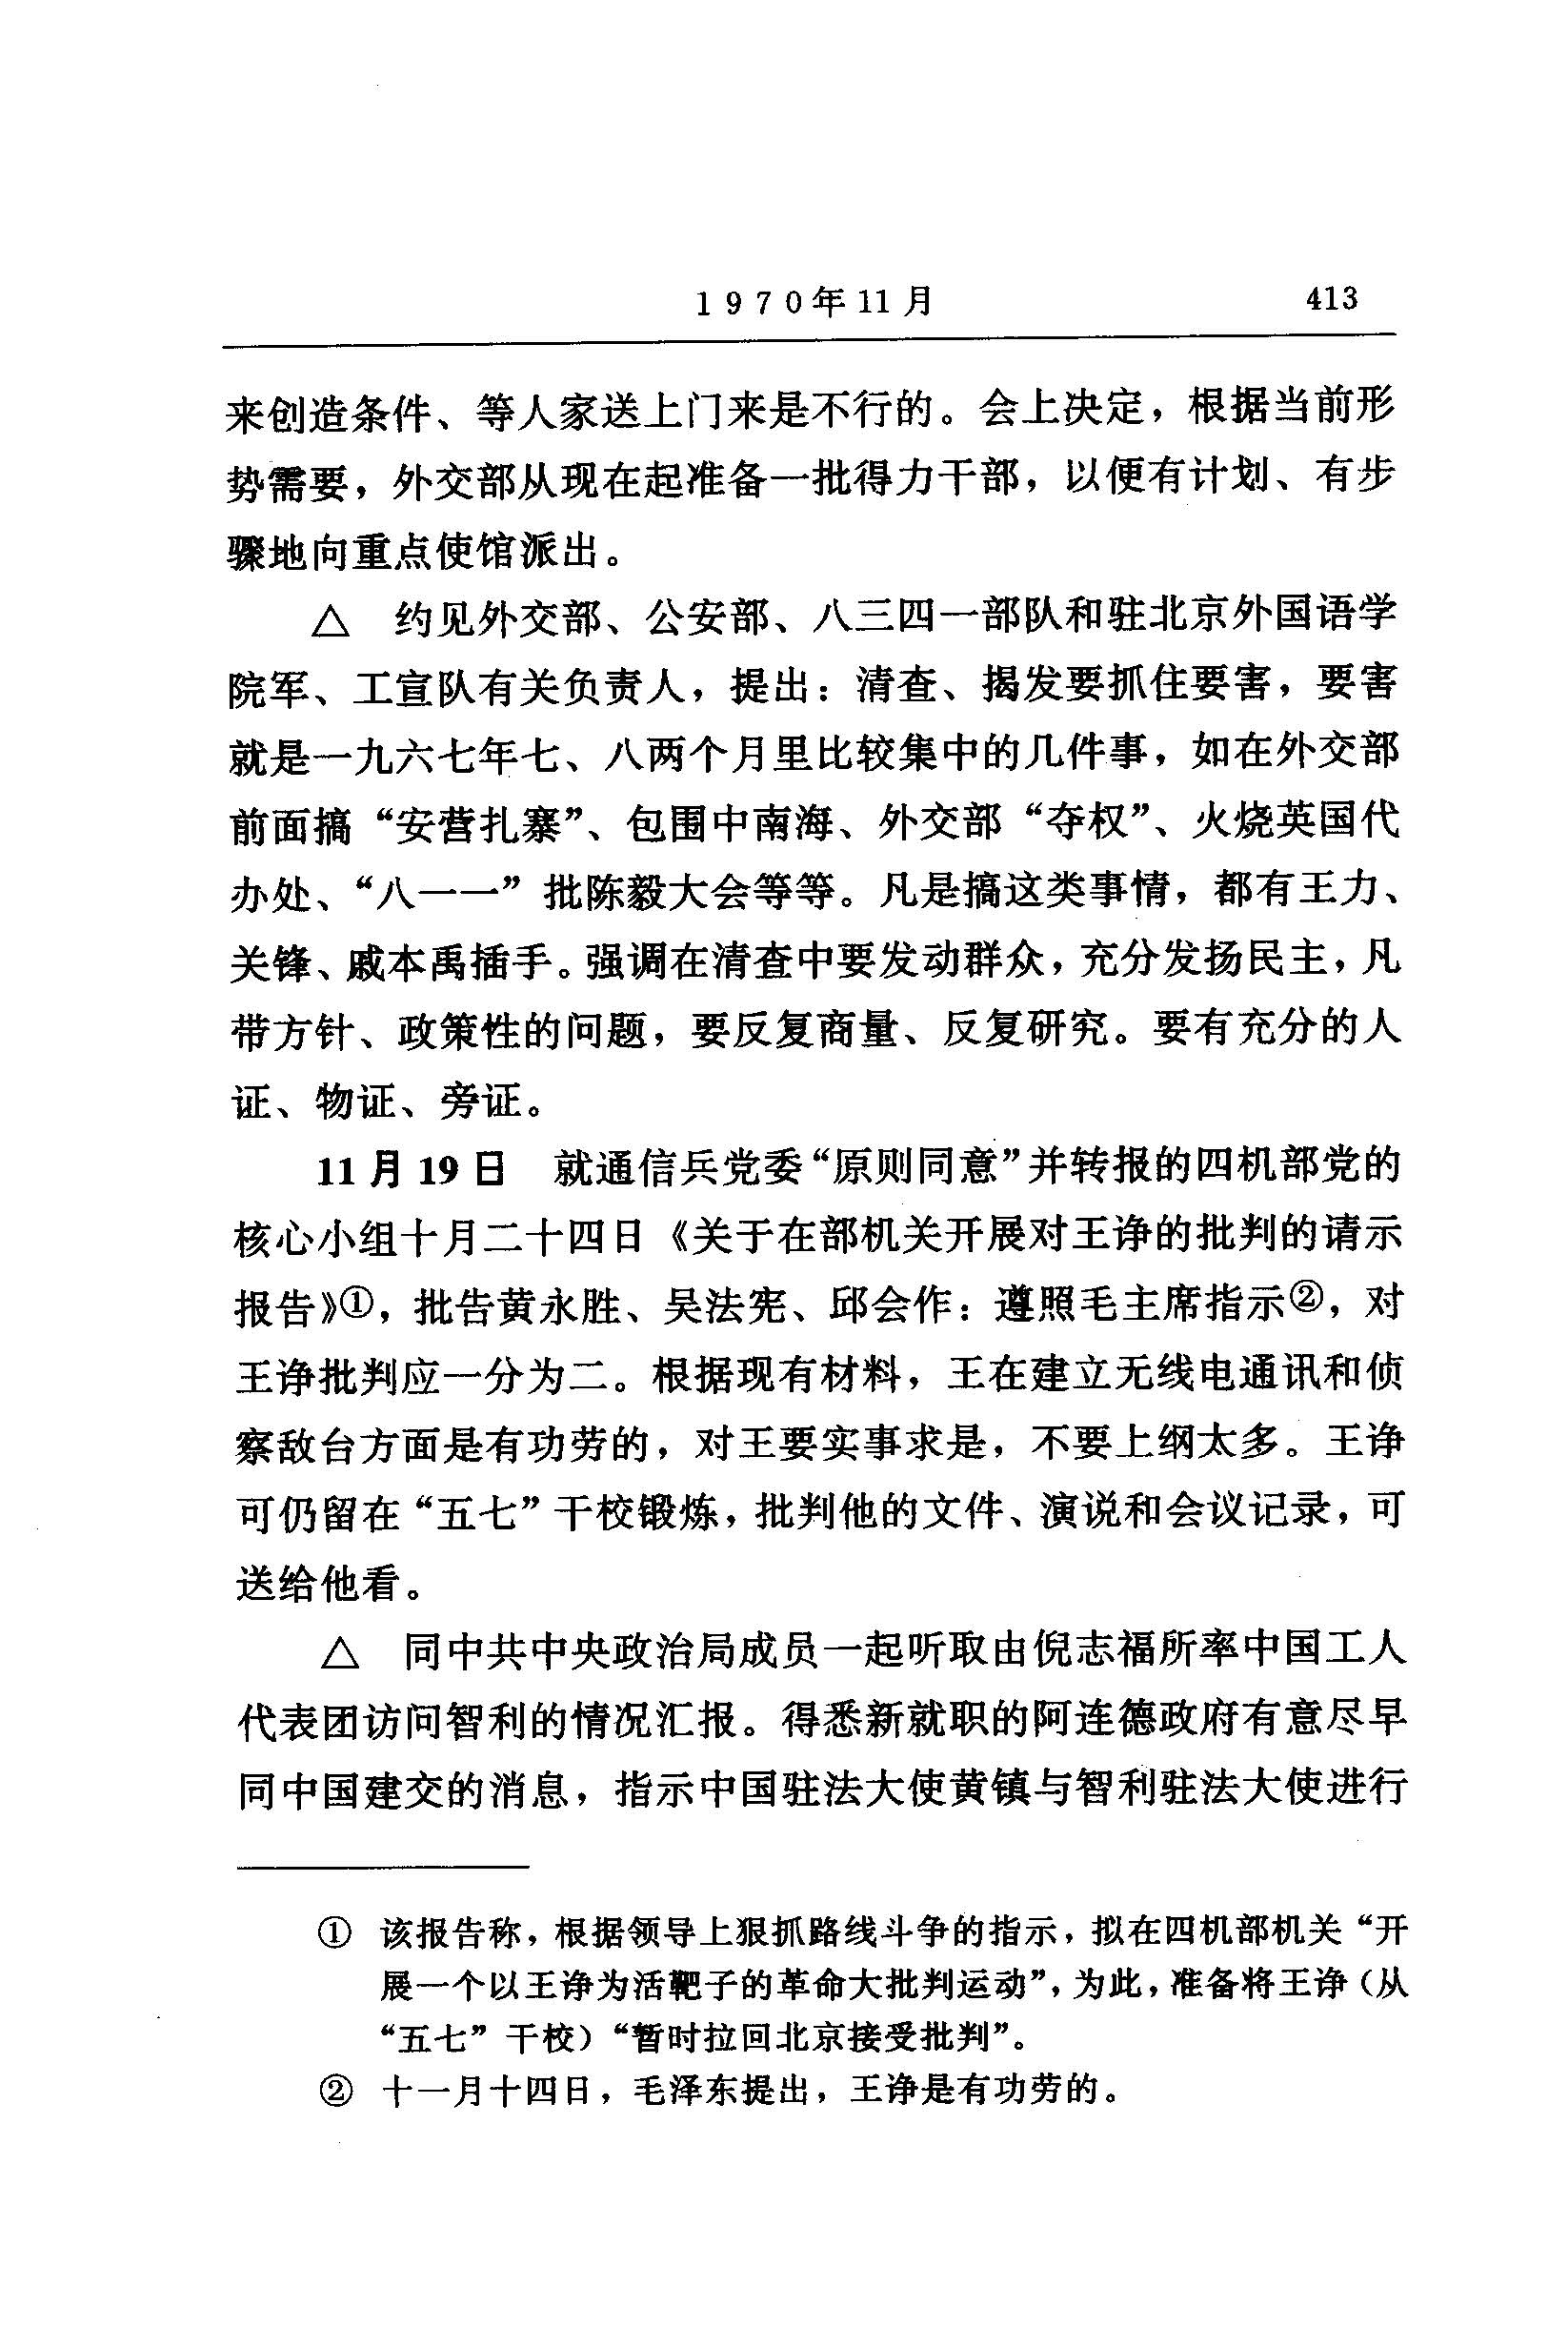 1970年11月 413
来创造条件、等人家送上门来是不行的。会上决定，根据当前形
势需要，外交部从现在起准备一批得力干部，以便有计划、有步
骤地向重点使馆派出。
△ 约见外交部、公安部、八三四一部队和驻北京外国语学
院军、工宣队有关负责人，提出：清查、揭发要抓住要害，要害
就是一九六七年七、八两个月里比较集中的几件事，如在外交部
前面搞“安营扎寨”、包围中南海、外交部“夺权”、火烧英国代
办处、“八一一”批陈毅大会等等。凡是搞这类事情，都有王力、
关锋、戚本禹插手。强调在清查中要发动群众，充分发扬民主，凡
带方针、政策性的问题，要反复商量、反复研究。要有充分的人
证、物证、旁证。
11月19日 就通信兵党委“原则同意”并转报的四机部党的
核心小组十月二十四日《关于在部机关开展对王诤的批判的请示
报告》①，批告黄永胜、吴法宪、邱会作：遵照毛主席指示②，对
王诤批判应一分为二。根据现有材料，王在建立无线电通讯和侦
察敌台方面是有功劳的，对王要实事求是，不要上纲太多。王诤
可仍留在“五七”干校锻炼，批判他的文件、演说和会议记录，可
送给他看。
△ 同中共中央政治局成员一起听取由倪志福所率中国工人
代表团访问智利的情况汇报。得悉新就职的阿连德政府有意尽早
同中国建交的消息，指示中国驻法大使黄镇与智利驻法大使进行
① 该报告称，根据领导上狠抓路线斗争的指示，拟在四机部机关“开
展一个以王诤为活靶子的革命大批判运动”，为此，准备将王诤（从
“五七”干校）“暂时拉回北京接受批判”。
② 十一月十四日，毛泽东提出，王诤是有功劳的。